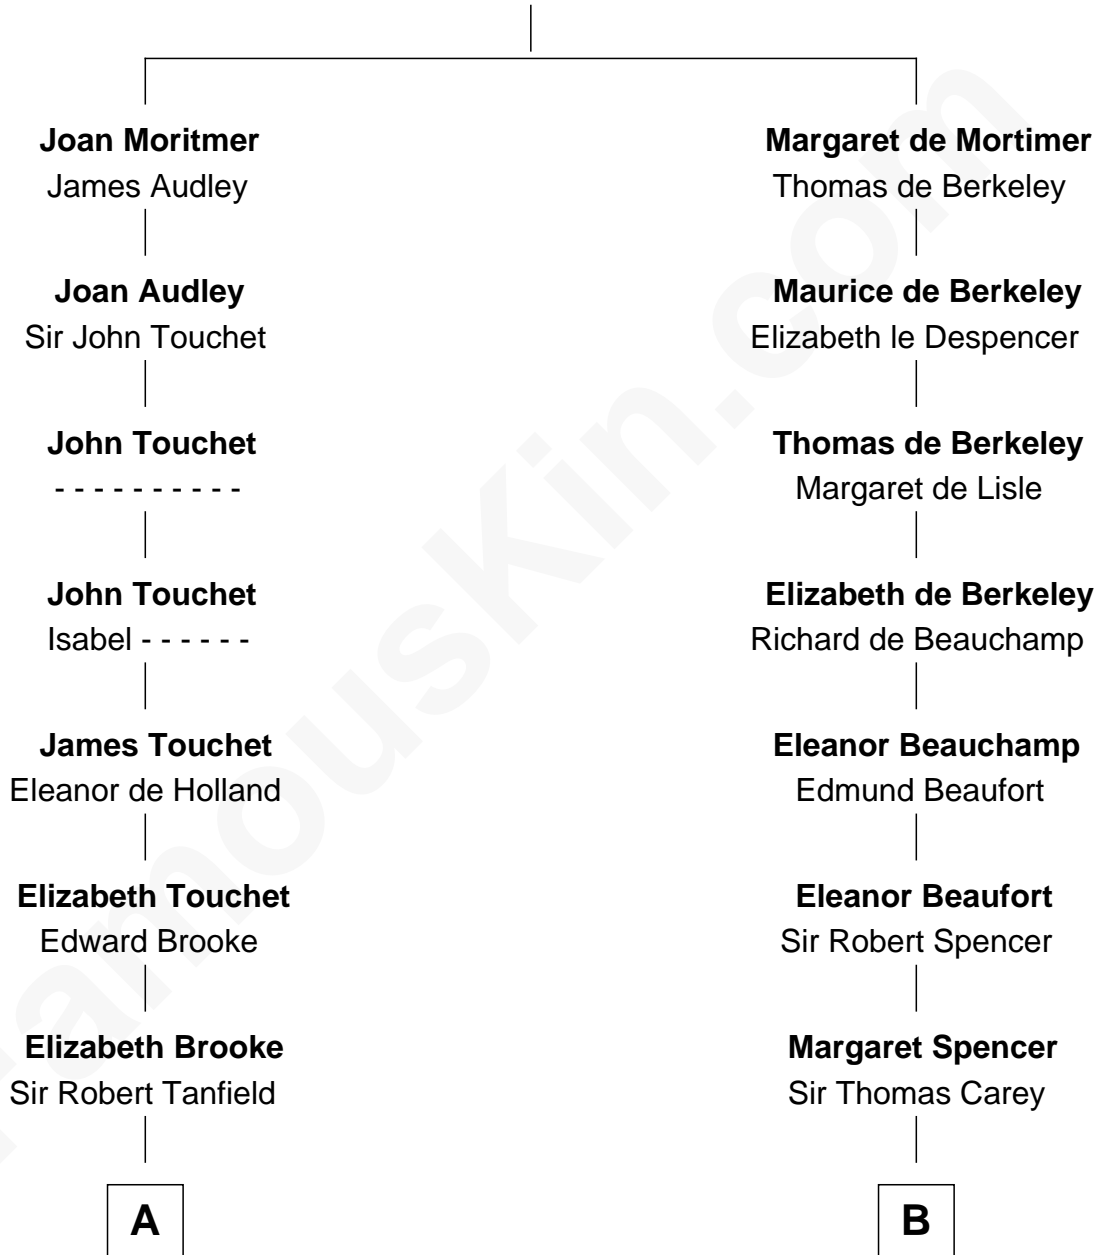 Joan Moritmer
James Audley
Joan Audley
Sir John Touchet
John Touchet
- - - - - - - - - -
John Touchet
Isabel - - - - - -
James Touchet
Eleanor de Holland
Elizabeth Touchet
Edward Brooke
Elizabeth Brooke
Sir Robert Tanfield
A
Margaret de Mortimer
Thomas de Berkeley
Maurice de Berkeley
Elizabeth le Despencer
Thomas de Berkeley
Margaret de Lisle
Elizabeth de Berkeley
Richard de Beauchamp
Eleanor Beauchamp
Edmund Beaufort
Eleanor Beaufort
Sir Robert Spencer
Margaret Spencer
Sir Thomas Carey
B
FamousKin.com